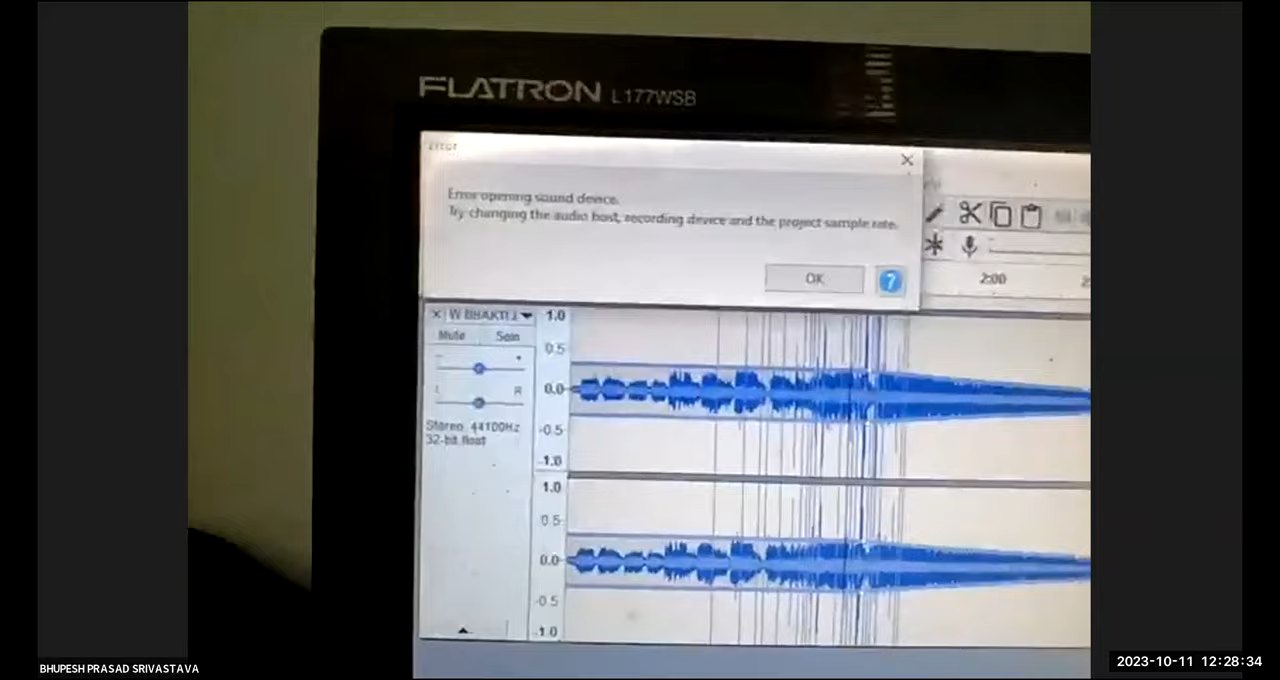 FLATRON L177WSB
Error
Error opening sound device.
Try changing the audio host, recording device and the project sample rate.
OK
?
2:00
W BHAKTI
Mute Solo
- +
L R
Stereo, 44100Hz
32-bit float
1.0
0.5
0.0
-0.5
-1.0
1.0
0.5
0.0
-0.5
-1.0
BHUPESH PRASAD SRIVASTAVA
2023-10-11 12:28:34